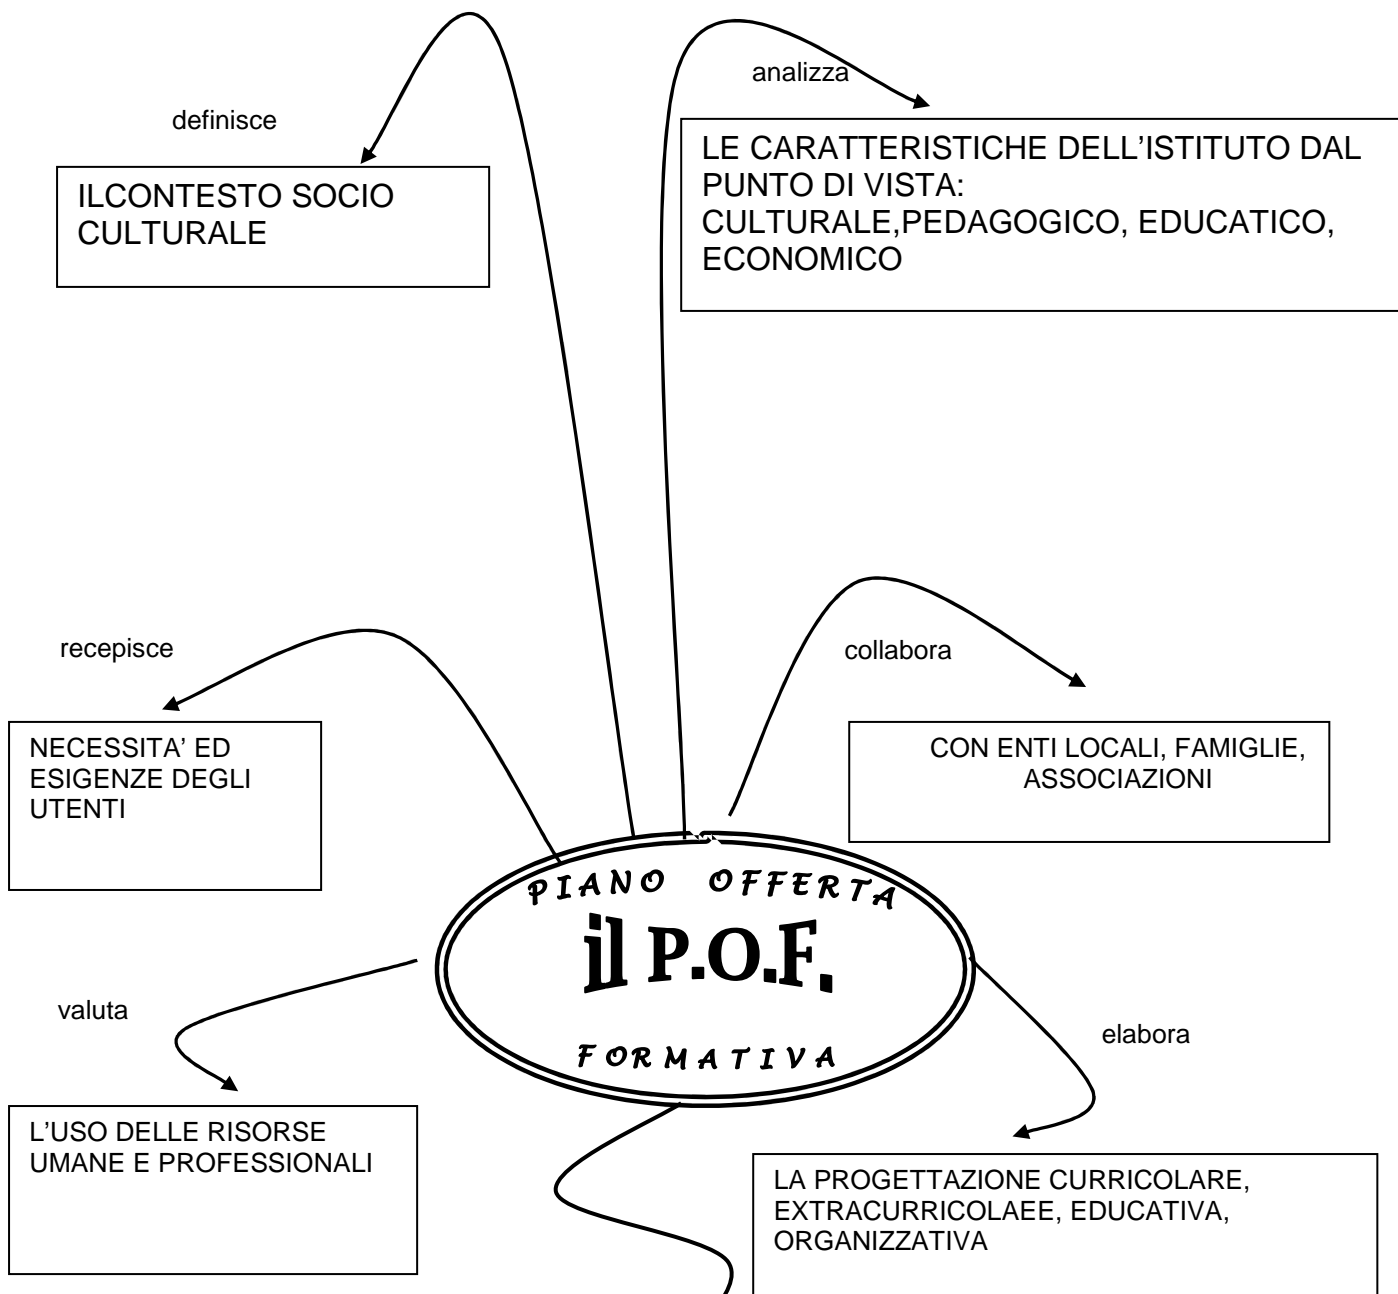 analizza
definisce
LE CARATTERISTICHE DELL’ISTITUTO DAL
PUNTO DI VISTA:
CULTURALE,PEDAGOGICO, EDUCATICO,
ECONOMICO
ILCONTESTO SOCIO
CULTURALE
recepisce
collabora
NECESSITA’ ED
ESIGENZE DEGLI
UTENTI
CON ENTI LOCALI, FAMIGLIE,
ASSOCIAZIONI
PIANO OFFERTA
il P.O.F.
FORMATIVA
valuta
elabora
L’USO DELLE RISORSE
UMANE E PROFESSIONALI
LA PROGETTAZIONE CURRICOLARE,
EXTRACURRICOLAEE, EDUCATIVA,
ORGANIZZATIVA